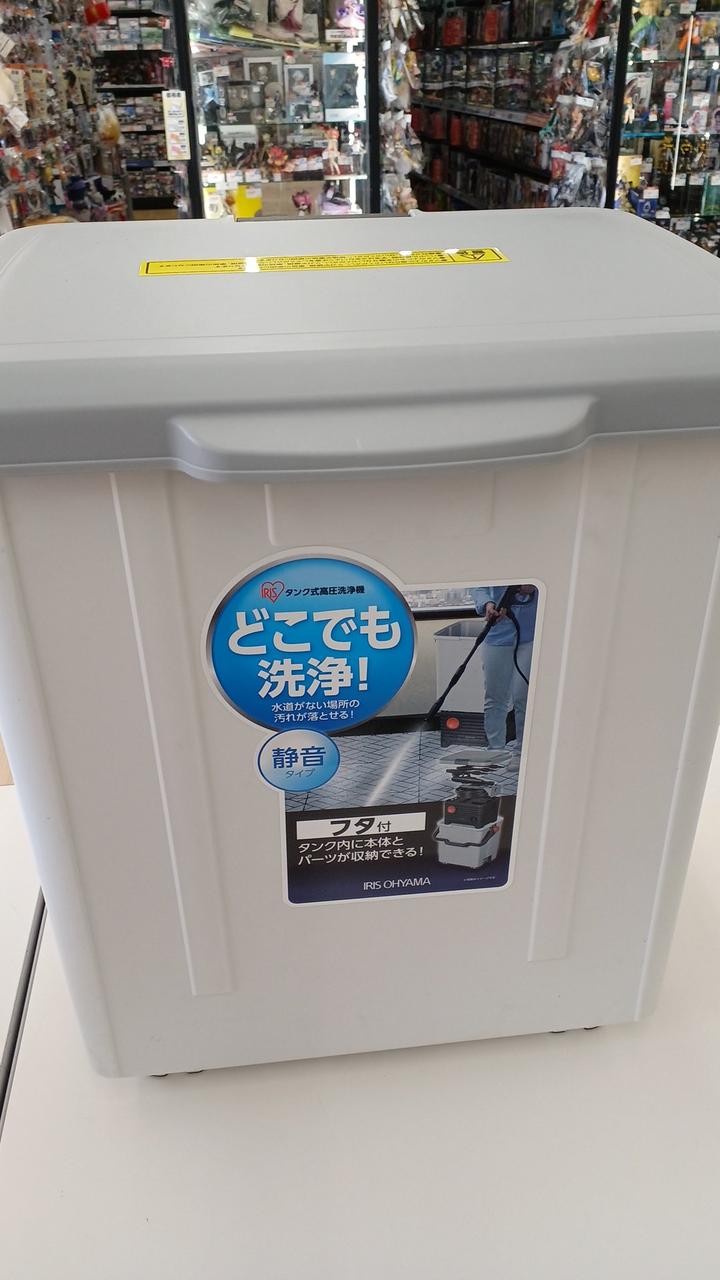 IRIS タンク式高圧洗浄機
どこでも
洗浄!
水道がない場所の
汚れが落とせる!
静音
タイプ
フタ付
タンク内に本体と
パーツが収納できる!
IRIS OHYAMA